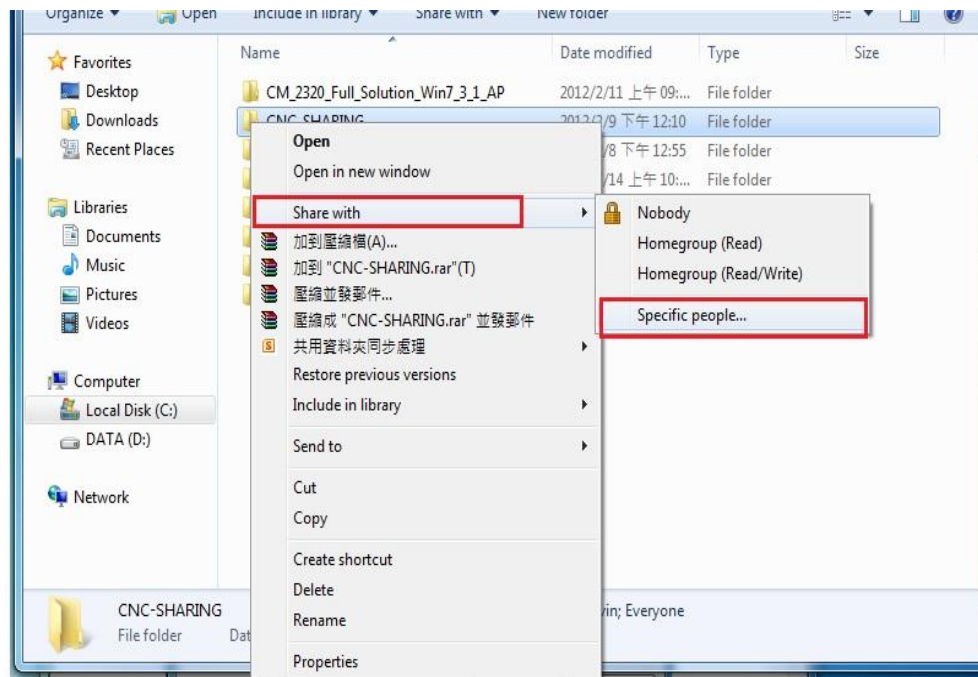 Organize Open Include in library Share with New folder
Name Date modified Type Size
Favorites
Desktop
Downloads
Recent Places
Libraries
Documents
Music
Pictures
Videos
Computer
Local Disk (C:)
DATA (D:)
Network
CM_2320_Full_Solution_Win7_3_1_AP 2012/2/11 上午 09:... File folder
CNC-SHARING 2012/2/9 下午 12:10 File folder
/8 下午 12:55 File folder
/14 上午 10:... File folder
Open
Open in new window
Share with
加到壓縮檔(A)...
加到 "CNC-SHARING.rar"(T)
壓縮並發郵件...
壓縮成 "CNC-SHARING.rar" 並發郵件
共用資料夾同步處理
Restore previous versions
Include in library
Send to
Cut
Copy
Create shortcut
Delete
Rename
Properties
Nobody
Homegroup (Read)
Homegroup (Read/Write)
Specific people...
CNC-SHARING
File folder
Everyone